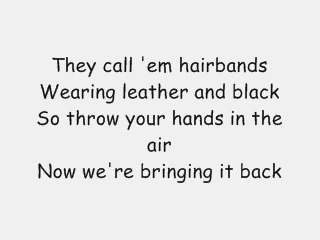 They call 'em hairbands
Wearing leather and black
So throw your hands in the
air
Now we're bringing it back